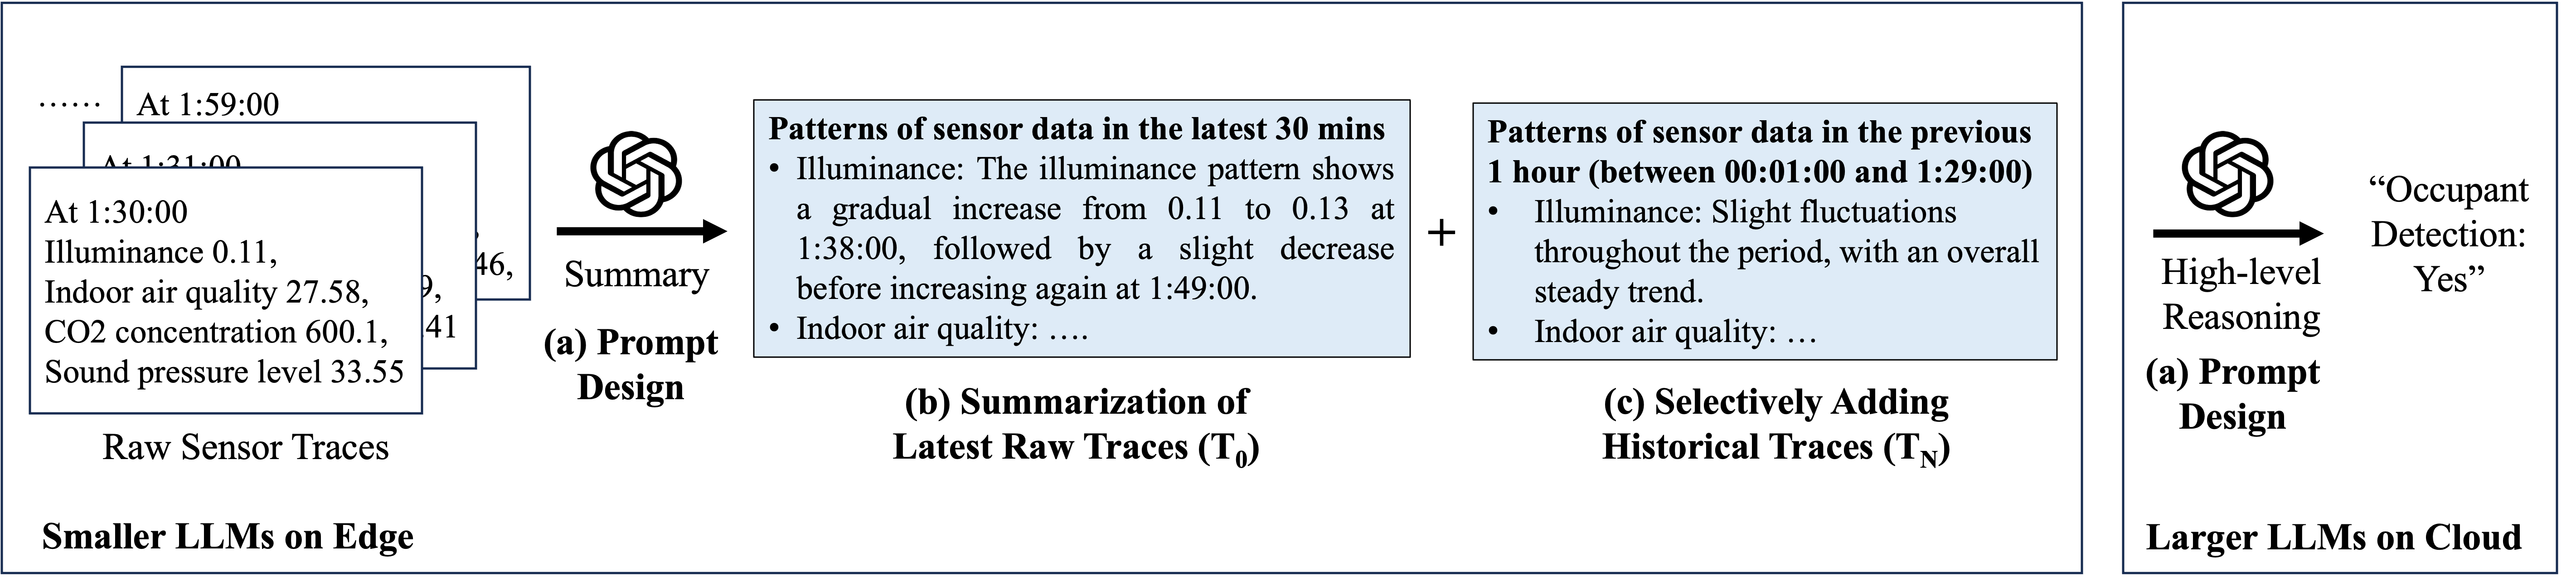 ......
At 1:59:00
At 1:31:00
46,
9,
.41
At 1:30:00
Illuminance 0.11,
Indoor air quality 27.58,
CO2 concentration 600.1,
Sound pressure level 33.55
Raw Sensor Traces
Smaller LLMs on Edge
Summary
(a) Prompt
Design
Patterns of sensor data in the latest 30 mins
• Illuminance: The illuminance pattern shows
a gradual increase from 0.11 to 0.13 at
1:38:00, followed by a slight decrease
before increasing again at 1:49:00.
• Indoor air quality: ….
(b) Summarization of
Latest Raw Traces (T0)
+
Patterns of sensor data in the previous
1 hour (between 00:01:00 and 1:29:00)
• Illuminance: Slight fluctuations
throughout the period, with an overall
steady trend.
• Indoor air quality: …
(c) Selectively Adding
Historical Traces (TN)
High-level
Reasoning
(a) Prompt
Design
“Occupant
Detection:
Yes”
Larger LLMs on Cloud